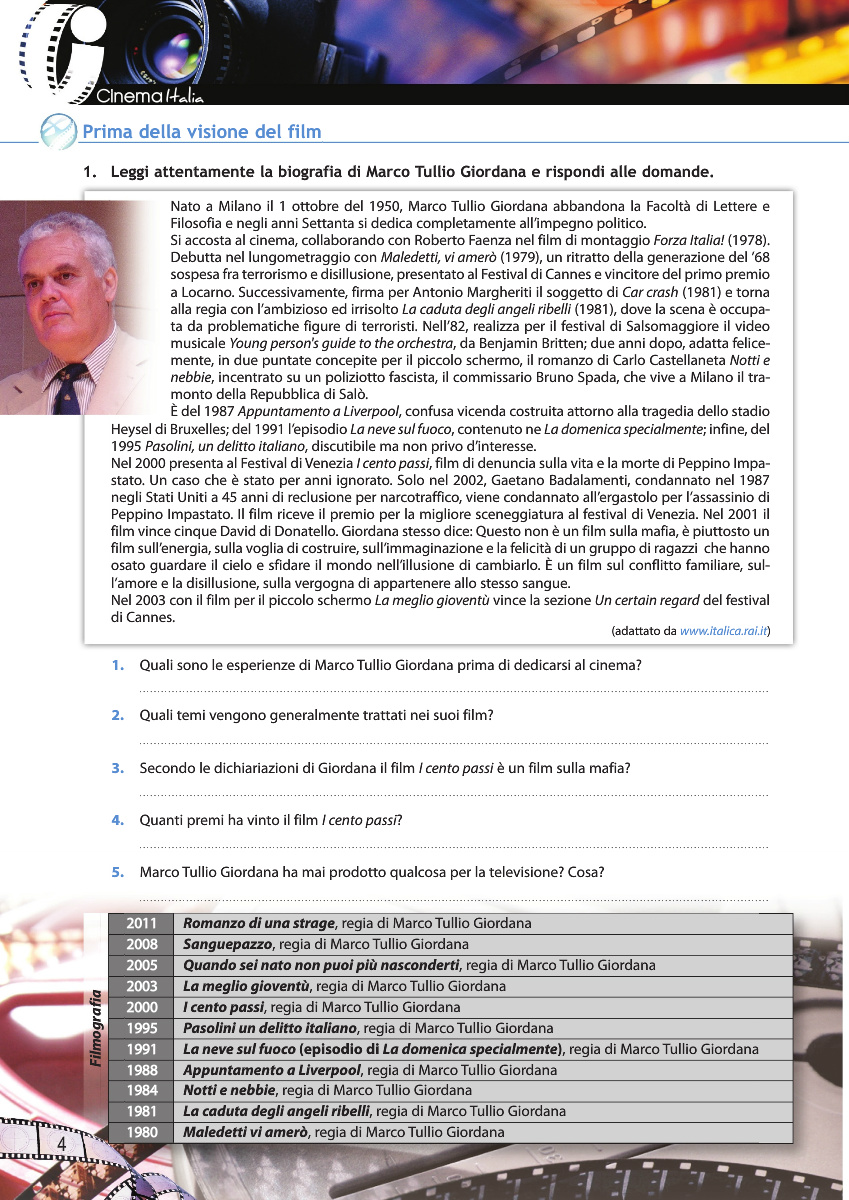 Cinema Italia
Prima della visione del film
1. Leggi attentamente la biografia di Marco Tullio Giordana e rispondi alle domande.
Nato a Milano il 1 ottobre del 1950, Marco Tullio Giordana abbandona la Facoltà di Lettere e
Filosofia e negli anni Settanta si dedica completamente all'impegno politico.
Si accosta al cinema, collaborando con Roberto Faenza nel film di montaggio Forza Italia! (1978).
Debutta nel lungometraggio con Maledetti, vi amerò (1979), un ritratto della generazione del '68
sospesa fra terrorismo e disillusione, presentato al Festival di Cannes e vincitore del primo premio
a Locarno. Successivamente, firma per Antonio Margheriti il soggetto di Car crash (1981) e torna
alla regia con l'ambizioso ed irrisolto La caduta degli angeli ribelli (1981), dove la scena è occupa-
ta da problematiche figure di terroristi. Nell'82, realizza per il festival di Salsomaggiore il video
musicale Young person's guide to the orchestra, da Benjamin Britten; due anni dopo, adatta felice-
mente, in due puntate concepite per il piccolo schermo, il romanzo di Carlo Castellaneta Notti e
nebbie, incentrato su un poliziotto fascista, il commissario Bruno Spada, che vive a Milano il tra-
monto della Repubblica di Salò.
È del 1987 Appuntamento a Liverpool, confusa vicenda costruita attorno alla tragedia dello stadio
Heysel di Bruxelles; del 1991 l'episodio La neve sul fuoco, contenuto ne La domenica specialmente; infine, del
1995 Pasolini, un delitto italiano, discutibile ma non privo d'interesse.
Nel 2000 presenta al Festival di Venezia I cento passi, film di denuncia sulla vita e la morte di Peppino Impa-
stato. Un caso che è stato per anni ignorato. Solo nel 2002, Gaetano Badalamenti, condannato nel 1987
negli Stati Uniti a 45 anni di reclusione per narcotraffico, viene condannato all'ergastolo per l'assassinio di
Peppino Impastato. Il film riceve il premio per la migliore sceneggiatura al festival di Venezia. Nel 2001 il
film vince cinque David di Donatello. Giordana stesso dice: Questo non è un film sulla mafia, è piuttosto un
film sull'energia, sulla voglia di costruire, sull'immaginazione e la felicità di un gruppo di ragazzi che hanno
osato guardare il cielo e sfidare il mondo nell'illusione di cambiarlo. È un film sul conflitto familiare, sul-
l'amore e la disillusione, sulla vergogna di appartenere allo stesso sangue.
Nel 2003 con il film per il piccolo schermo La meglio gioventù vince la sezione Un certain regard del festival
di Cannes.
(adattato da www.italica.rai.it)
1. Quali sono le esperienze di Marco Tullio Giordana prima di dedicarsi al cinema?
2. Quali temi vengono generalmente trattati nei suoi film?
3. Secondo le dichiariazioni di Giordana il film I cento passi è un film sulla mafia?
4. Quanti premi ha vinto il film I cento passi?
5. Marco Tullio Giordana ha mai prodotto qualcosa per la televisione? Cosa?
Filmografia
2011 Romanzo di una strage, regia di Marco Tullio Giordana
2008 Sanguepazzo, regia di Marco Tullio Giordana
2005 Quando sei nato non puoi più nasconderti, regia di Marco Tullio Giordana
2003 La meglio gioventù, regia di Marco Tullio Giordana
2000 I cento passi, regia di Marco Tullio Giordana
1995 Pasolini un delitto italiano, regia di Marco Tullio Giordana
1991 La neve sul fuoco (episodio di La domenica specialmente), regia di Marco Tullio Giordana
1988 Appuntamento a Liverpool, regia di Marco Tullio Giordana
1984 Notti e nebbie, regia di Marco Tullio Giordana
1981 La caduta degli angeli ribelli, regia di Marco Tullio Giordana
1980 Maledetti vi amerò, regia di Marco Tullio Giordana
4